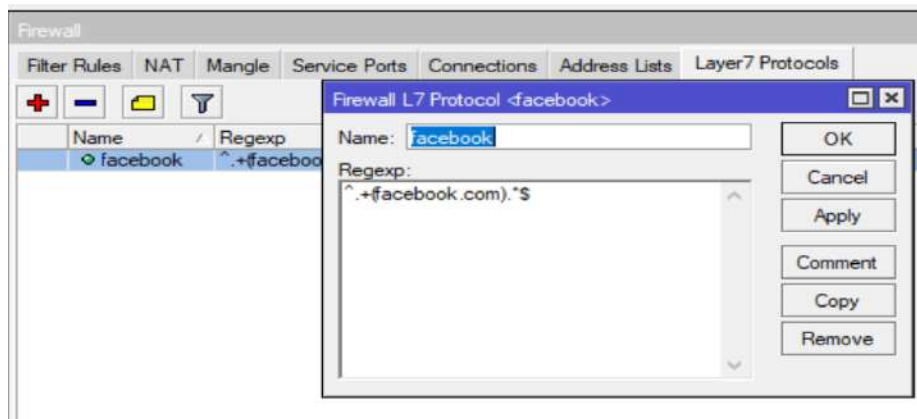 Firewall
Filter Rules NAT Mangle Service Ports Connections Address Lists Layer7 Protocols
Firewall L7 Protocol <facebook>
Name / Regexp
facebook ^.+(faceboo
Name: facebook
Regexp:
^.+(facebook.com).*$
OK
Cancel
Apply
Comment
Copy
Remove